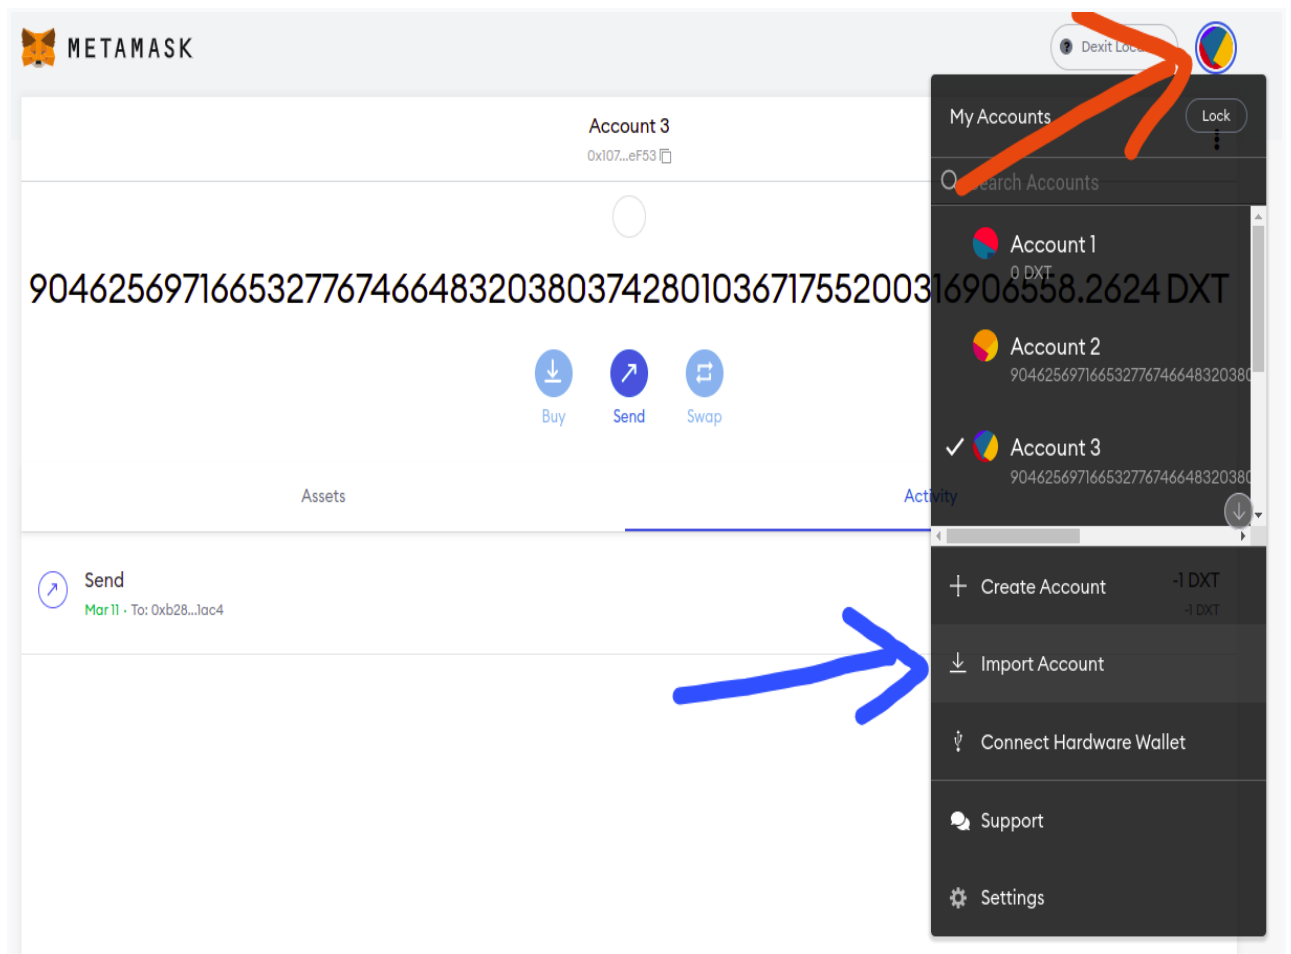 METAMASK
Dexit Loc
Account 3
0x107...eF53
904625697166532776746648320380374280103671755200316906558.2624 DXT
Buy
Send
Swap
Assets
Activity
Send
Mar 11 · To: 0xb28...1ac4
-1 DXT
-1 DXT
My Accounts
Lock
Search Accounts
Account 1
0 DXT
Account 2
904625697166532776746648320380
Account 3
904625697166532776746648320380
Create Account
Import Account
Connect Hardware Wallet
Support
Settings